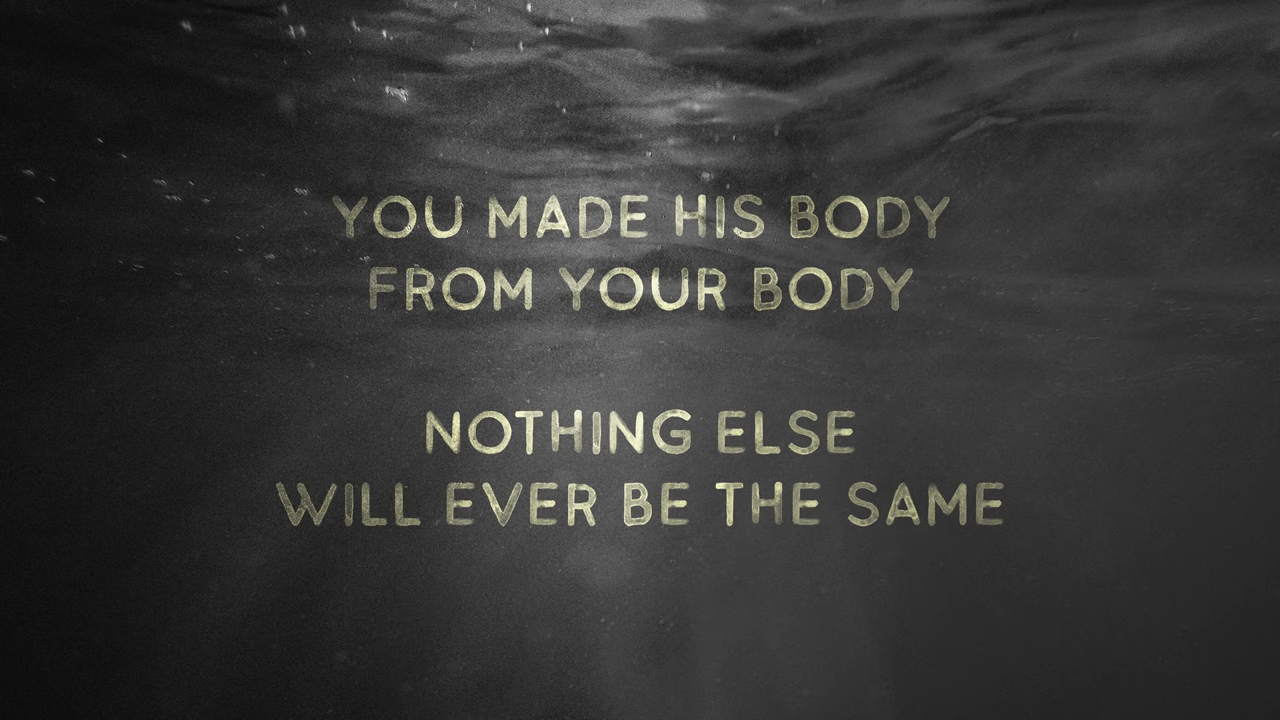 YOU MADE HIS BODY
FROM YOUR BODY
NOTHING ELSE
WILL EVER BE THE SAME